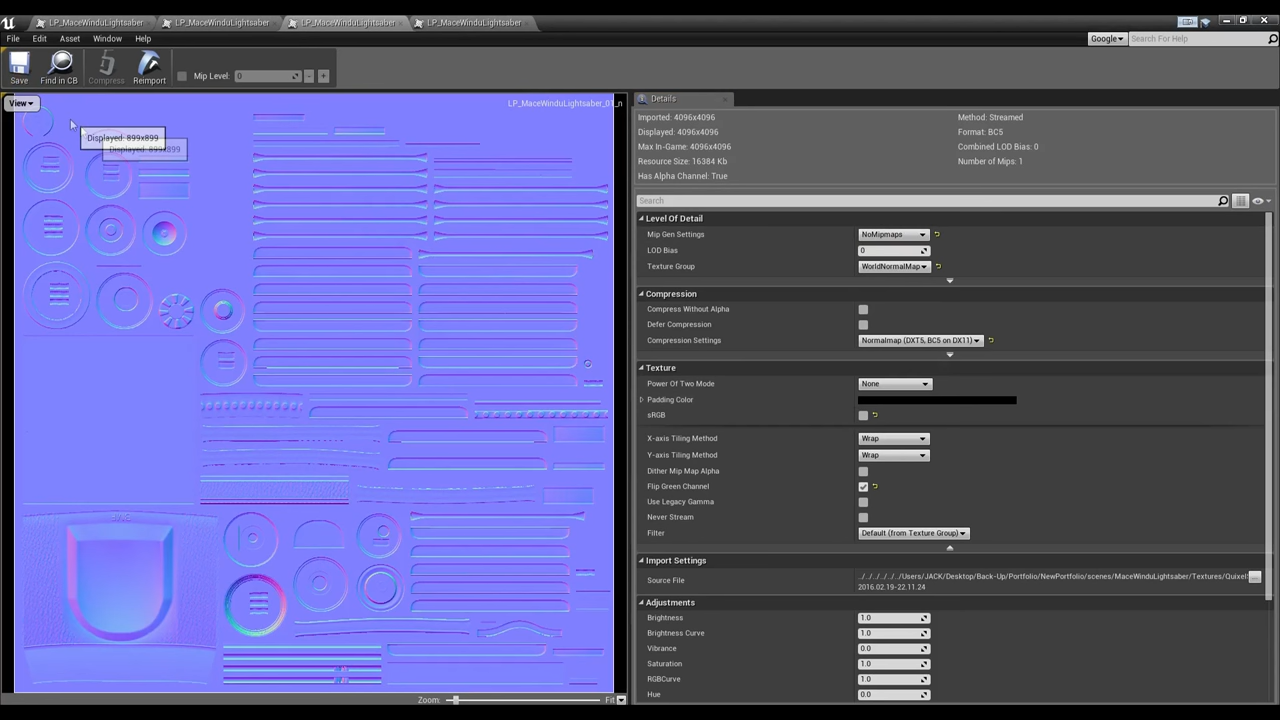 LP_MaceWinduLightsaber LP_MaceWinduLightsaber LP_MaceWinduLightsaber LP_MaceWinduLightsaber
File Edit Asset Window Help
Google Search For Help
Save Find in CB Compress Reimport Mip Level: 0 - +
View LP_MaceWinduLightsaber_01_n
Displayed: 899x899
Displayed: 899x899
JACK
Zoom: Fit
Details
Imported: 4096x4096 Method: Streamed
Displayed: 4096x4096 Format: BC5
Max In-Game: 4096x4096 Combined LOD Bias: 0
Resource Size: 16384 Kb Number of Mips: 1
Has Alpha Channel: True
Search
Level Of Detail
Mip Gen Settings NoMipmaps
LOD Bias 0
Texture Group WorldNormalMap
Compression
Compress Without Alpha
Defer Compression
Compression Settings Normalmap (DXT5, BC5 on DX11)
Texture
Power Of Two Mode None
Padding Color
sRGB
X-axis Tiling Method Wrap
Y-axis Tiling Method Wrap
Dither Mip Map Alpha
Flip Green Channel
Use Legacy Gamma
Never Stream
Filter Default (from Texture Group)
Import Settings
Source File ../../../../../../Users/JACK/Desktop/Back-Up/Portfolio/NewPortfolio/scenes/MaceWinduLightsaber/Textures/Quixel ...
2016.02.19-22.11.24
Adjustments
Brightness 1.0
Brightness Curve 1.0
Vibrance 0.0
Saturation 1.0
RGBCurve 1.0
Hue 0.0